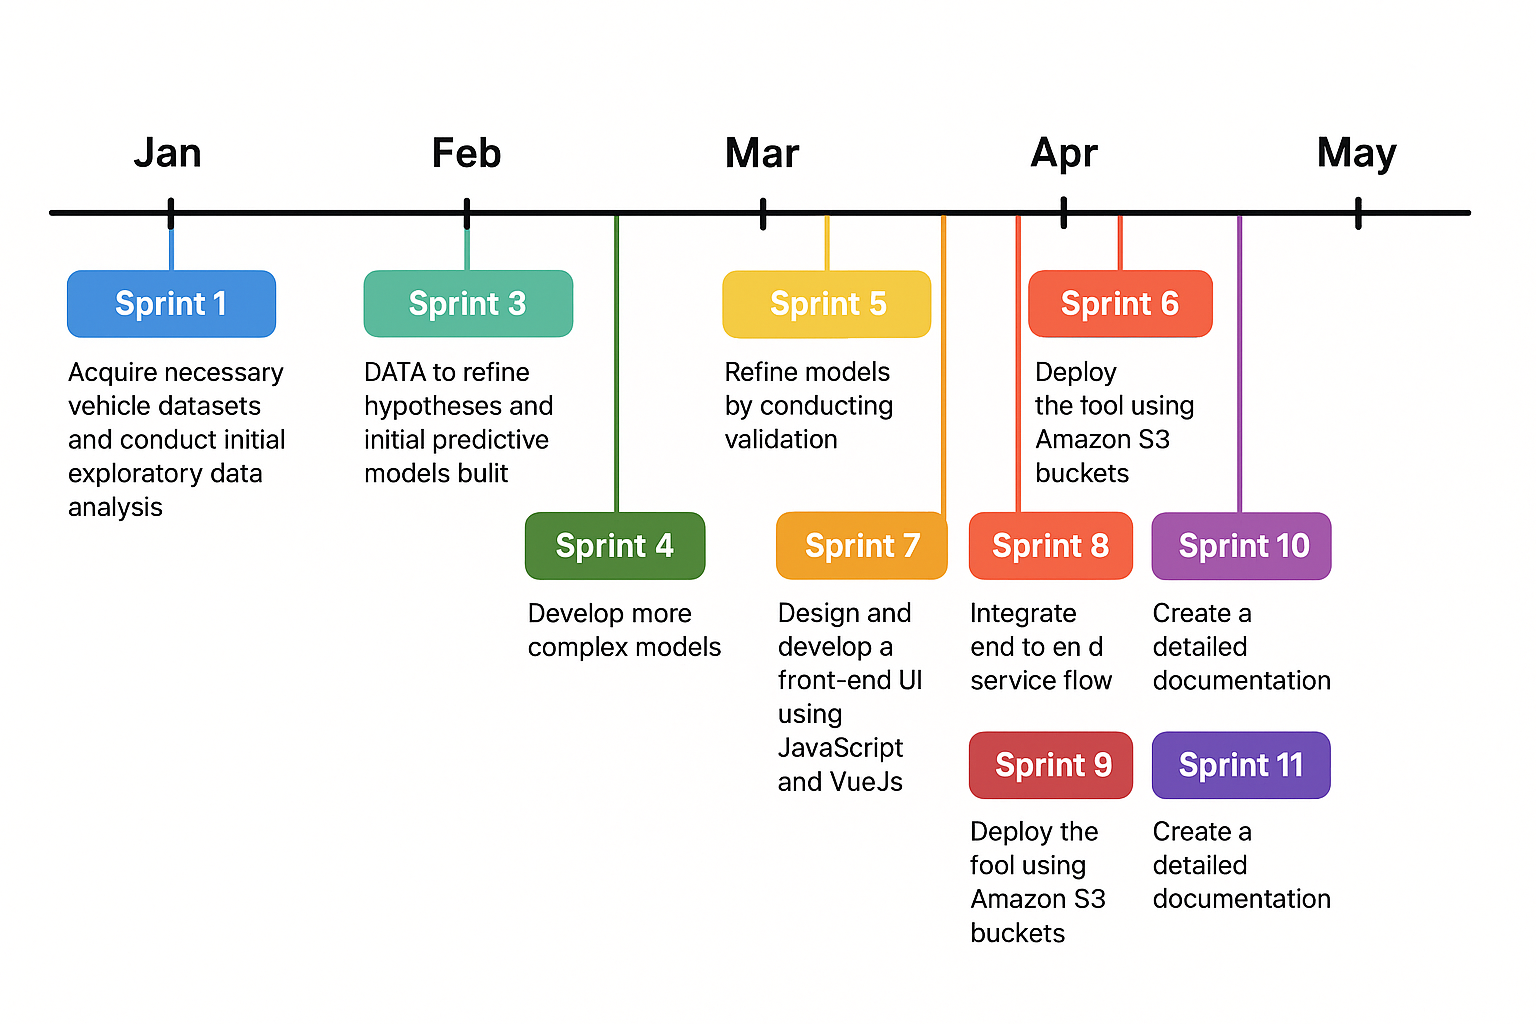 Jan
Feb
Mar
Apr
May
Sprint 1
Acquire necessary
vehicle datasets
and conduct initial
exploratory data
analysis
Sprint 3
DATA to refine
hypotheses and
initial predictive
models bulit
Sprint 4
Develop more
complex models
Sprint 5
Refine models
by conducting
validation
Sprint 7
Design and
develop a
front-end UI
using
JavaScript
and VueJs
Sprint 6
Deploy
the fool using
Amazon S3
buckets
Sprint 8
Integrate
end to en d
service flow
Sprint 9
Deploy the
fool using
Amazon S3
buckets
Sprint 10
Create a
detailed
documentation
Sprint 11
Create a
detailed
documentation